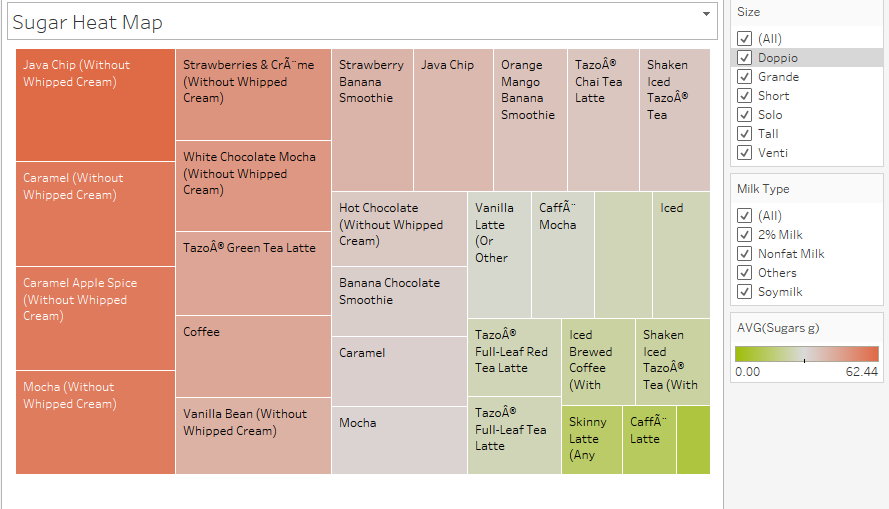 Sugar Heat Map
Java Chip (Without
Whipped Cream)
Caramel (Without
Whipped Cream)
Caramel Apple Spice
(Without Whipped
Cream)
Mocha (Without
Whipped Cream)
Strawberries & CrÃ¨me
(Without Whipped
Cream)
White Chocolate Mocha
(Without Whipped
Cream)
TazoÂ® Green Tea Latte
Coffee
Vanilla Bean (Without
Whipped Cream)
Strawberry
Banana
Smoothie
Java Chip
Orange
Mango
Banana
Smoothie
TazoÂ®
Chai Tea
Latte
Shaken
Iced
TazoÂ®
Tea
Hot Chocolate
(Without Whipped
Cream)
Banana Chocolate
Smoothie
Caramel
Mocha
Vanilla
Latte
(Or
Other
CaffÃ¨
Mocha
Iced
TazoÂ®
Full-Leaf Red
Tea Latte
TazoÂ®
Full-Leaf Tea
Latte
Iced
Brewed
Coffee
(With
Shaken
Iced
TazoÂ®
Tea (With
Skinny
Latte
(Any
CaffÃ¨
Latte
Size
(All)
Doppio
Grande
Short
Solo
Tall
Venti
Milk Type
(All)
2% Milk
Nonfat Milk
Others
Soymilk
AVG(Sugars g)
0.00 62.44